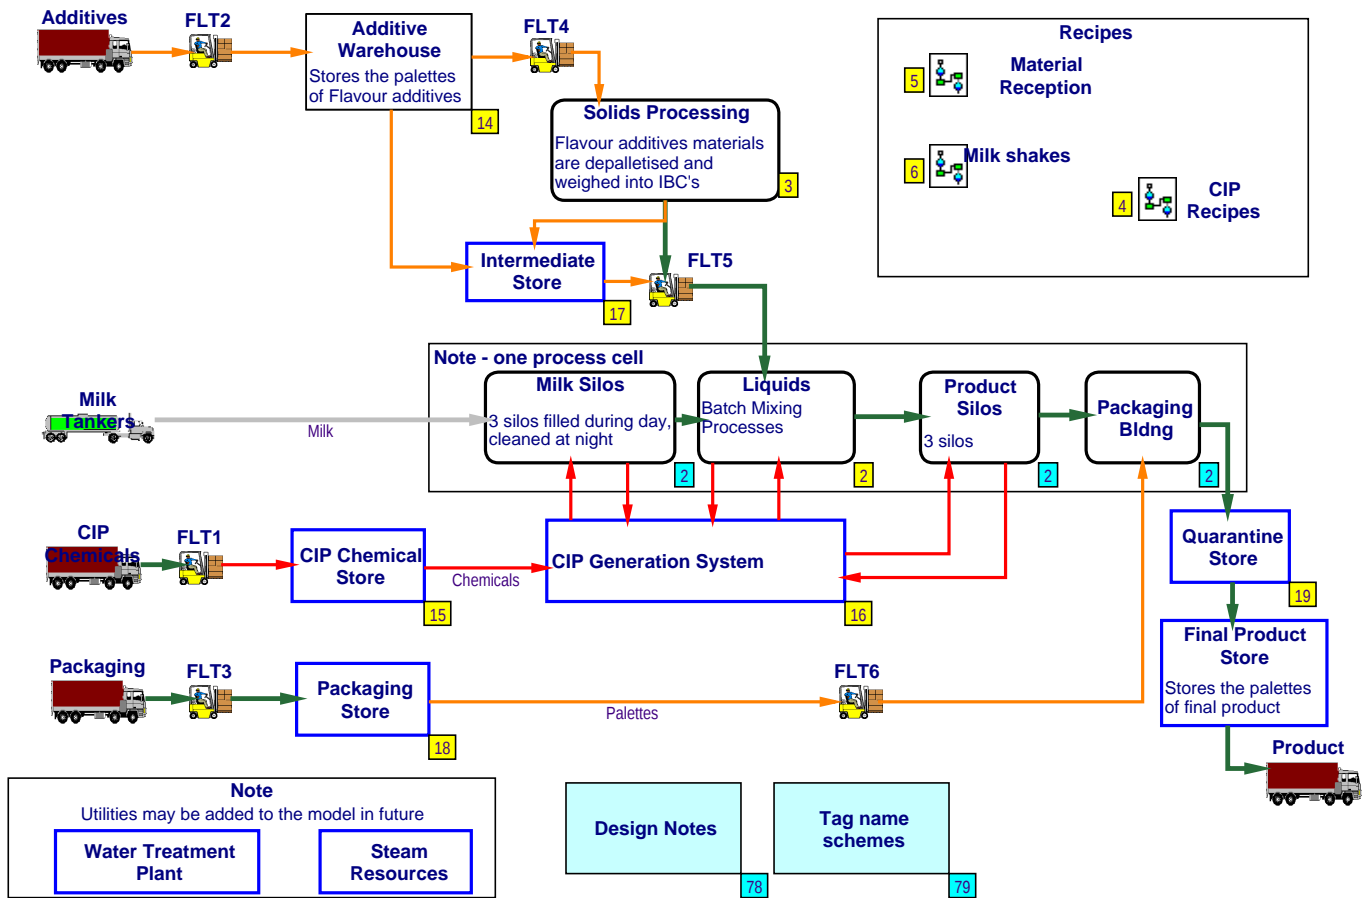 Additives
FLT2
Additive
Warehouse
Stores the palettes
of Flavour additives
14
FLT4
Solids Processing
Flavour additives materials
are depalletised and
weighed into IBC's
3
Recipes
5
Material
Reception
6
Milk shakes
4
CIP
Recipes
Intermediate
Store
17
FLT5
Note - one process cell
Milk
Tankers
Milk
Milk Silos
3 silos filled during day,
cleaned at night
2
Liquids
Batch Mixing
Processes
2
Product
Silos
3 silos
2
Packaging
Bldng
2
CIP
Chemicals
FLT1
CIP Chemical
Store
15
Chemicals
CIP Generation System
16
Quarantine
Store
19
Packaging
FLT3
Packaging
Store
18
Palettes
FLT6
Final Product
Store
Stores the palettes
of final product
Product
Note
Utilities may be added to the model in future
Water Treatment
Plant
Steam
Resources
Design Notes
78
Tag name
schemes
79